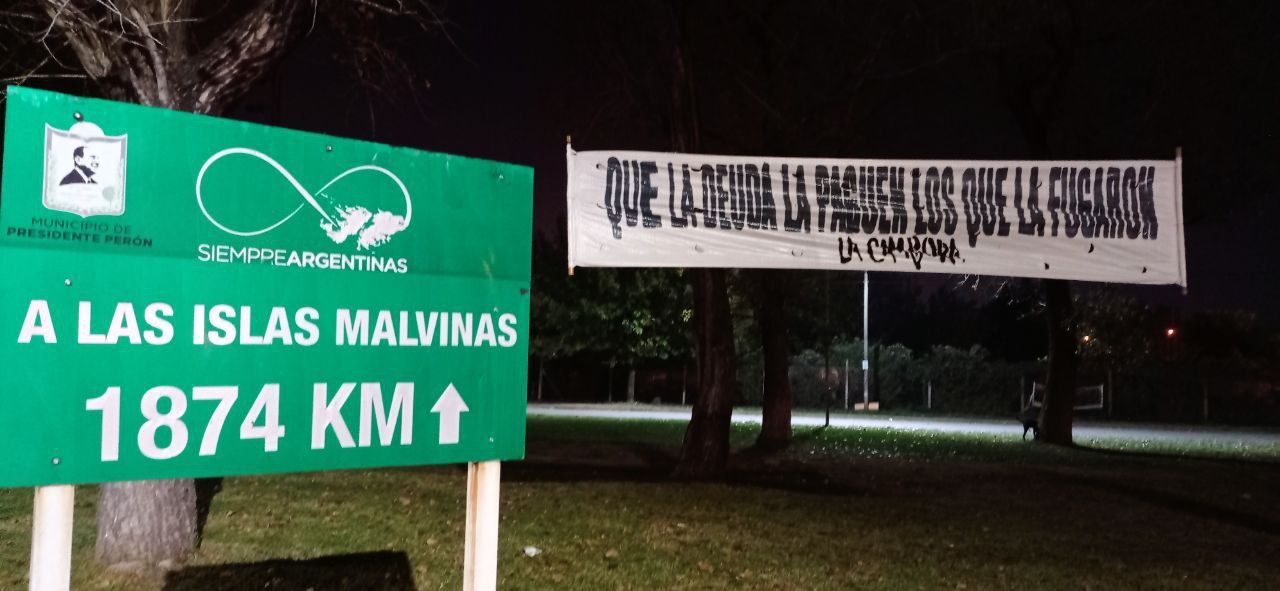 MUNICIPIO DE
PRESIDENTE PERÓN
SIEMPREARGENTINAS
A LAS ISLAS MALVINAS
1874 KM
QUE LA DEUDA LA PAGUEN LOS QUE LA FUGARON
LA CAMPORA.